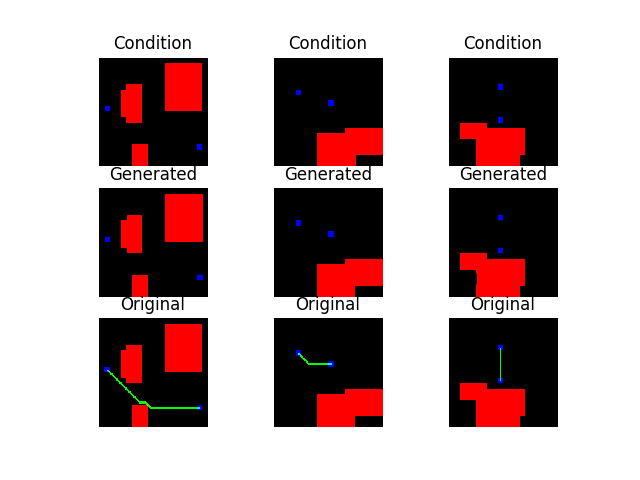 Condition Condition Condition
Generated Generated Generated
Original Original Original